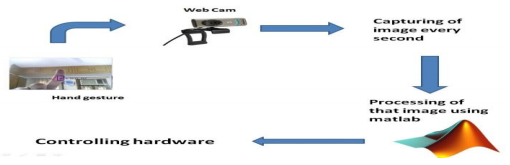 Web Cam
Capturing of
image every
second
Hand gesture
Processing of
that image using
matlab
Controlling hardware